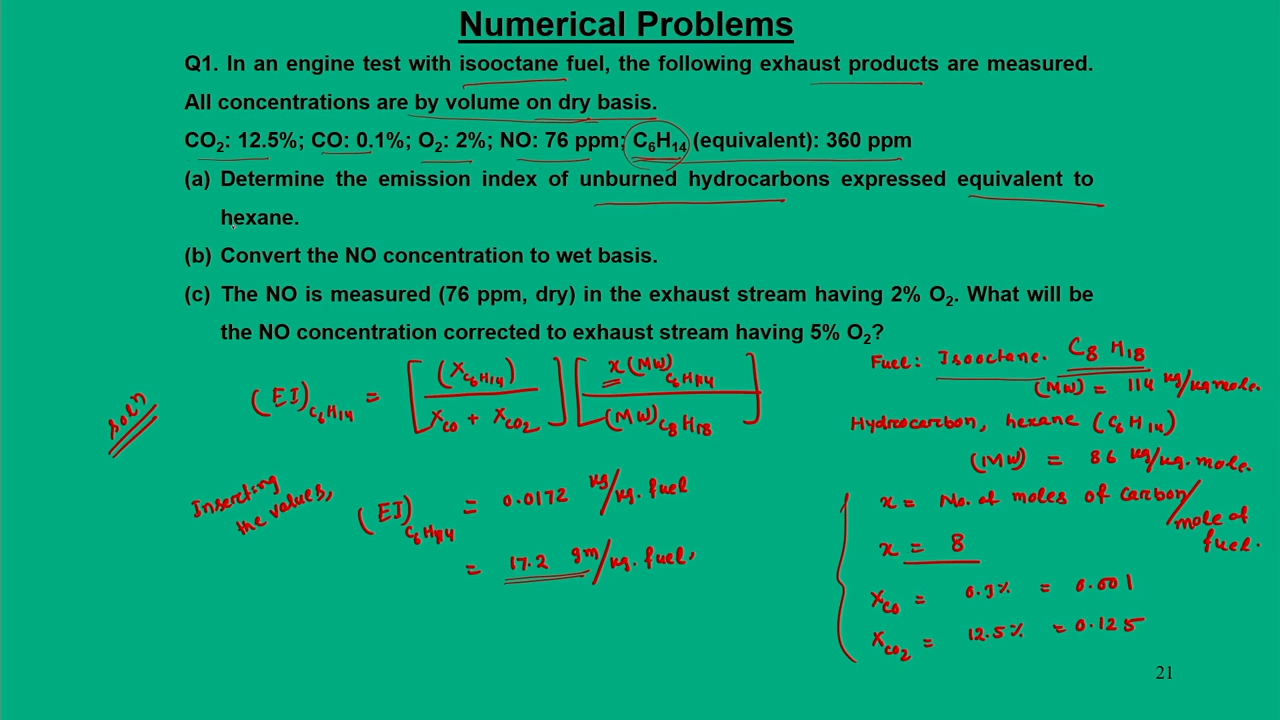 Numerical Problems
Q1. In an engine test with isooctane fuel, the following exhaust products are measured.
All concentrations are by volume on dry basis.
CO₂: 12.5%; CO: 0.1%; O₂: 2%; NO: 76 ppm; C₆H₁₄ (equivalent): 360 ppm
(a) Determine the emission index of unburned hydrocarbons expressed equivalent to
hexane.
(b) Convert the NO concentration to wet basis.
(c) The NO is measured (76 ppm, dry) in the exhaust stream having 2% O₂. What will be
the NO concentration corrected to exhaust stream having 5% O₂?
soln
(EI)C₆H₁₄ = [(XC₆H₁₄) / XCO + XCO₂] [x(MW)C₆H₁₄ / (MW)C₈H₁₈]
Inserting
the values,
(EI)C₆H₁₄ = 0.0172 kg/kg. fuel
= 17.2 gm/kg. fuel.
Fuel: Isooctane. C₈H₁₈
(MW) = 114 kg/kgmole.
Hydrocarbon, hexane (C₆H₁₄)
(MW) = 86 kg/kg.mole.
x = No. of moles of carbon/
mole of
fuel.
x = 8
XCO = 0.1% = 0.001
XCO₂ = 12.5% = 0.125
21